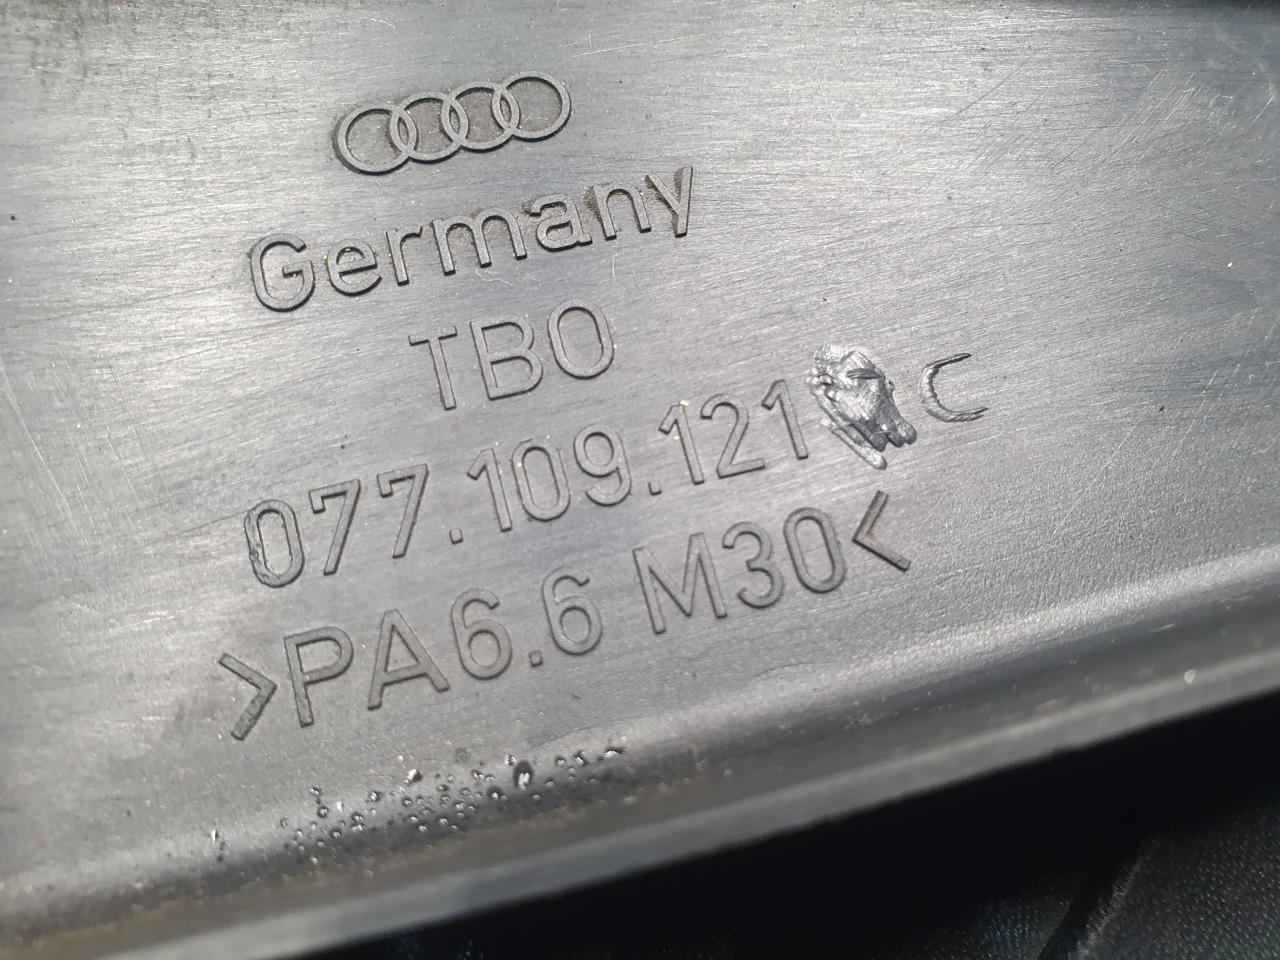 Germany
TBO
077.109.121 C
>PA6.6 M30<